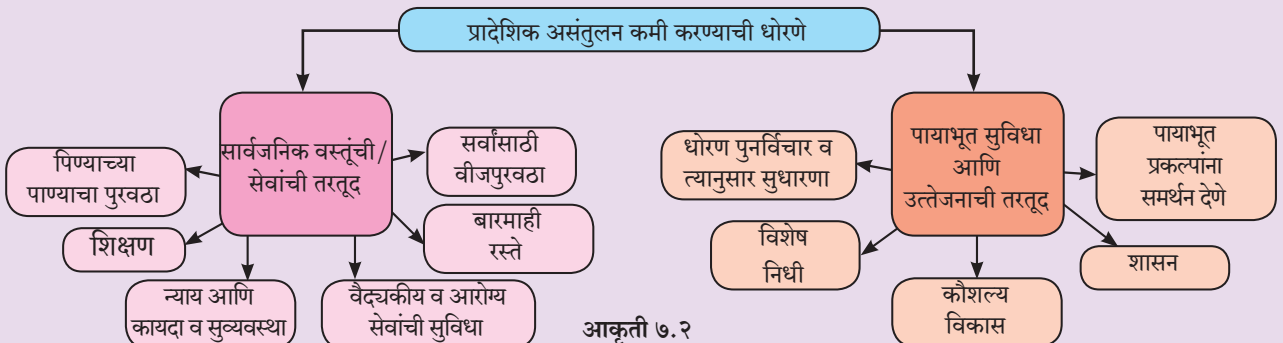 प्रादेशिक असंतुलन कमी करण्याची धोरणे
सार्वजनिक वस्तूंची/
सेवांची तरतूद
पिण्याच्या
पाण्याचा पुरवठा
शिक्षण
न्याय आणि
कायदा व सुव्यवस्था
वैद्यकीय व आरोग्य
सेवांची सुविधा
बारमाही
रस्ते
सर्वांसाठी
वीजपुरवठा
पायाभूत सुविधा
आणि
उत्तेजनाची तरतूद
धोरण पुनर्विचार व
त्यानुसार सुधारणा
विशेष
निधी
कौशल्य
विकास
शासन
पायाभूत
प्रकल्पांना
समर्थन देणे
आकृती ७.२